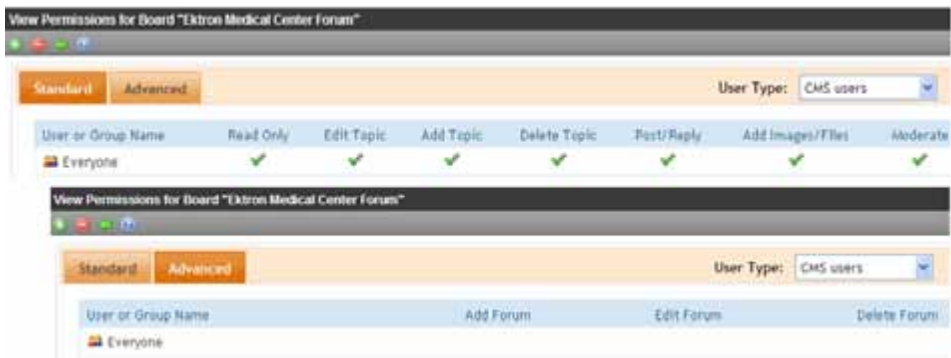 View Permissions for Board "Ektron Medical Center Forum"
Standard Advanced User Type: CMS users
User or Group Name Read Only Edit Topic Add Topic Delete Topic Post/Reply Add Images/Files Moderate
Everyone
View Permissions for Board "Ektron Medical Center Forum"
Standard Advanced User Type: CMS users
User or Group Name Add Forum Edit Forum Delete Forum
Everyone